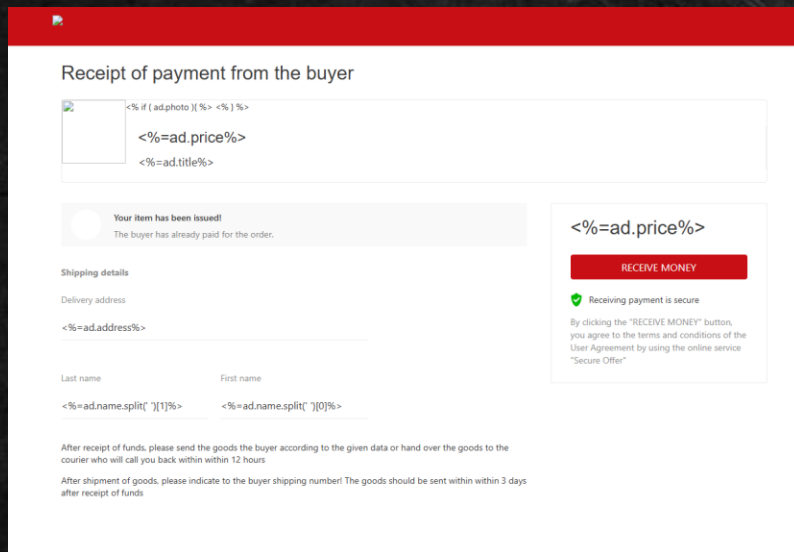 Receipt of payment from the buyer
<% if ( ad.photo ){ %> <% } %>
<%=ad.price%>
<%=ad.title%>
Your item has been issued!
The buyer has already paid for the order.
<%=ad.price%>
RECEIVE MONEY
Receiving payment is secure
By clicking the "RECEIVE MONEY" button,
you agree to the terms and conditions of the
User Agreement by using the online service
"Secure Offer"
Shipping details
Delivery address
<%=ad.address%>
Last name First name
<%=ad.name.split(' ')[1]%> <%=ad.name.split(' ')[0]%>
After receipt of funds, please send the goods the buyer according to the given data or hand over the goods to the
courier who will call you back within within 12 hours
After shipment of goods, please indicate to the buyer shipping number! The goods should be sent within within 3 days
after receipt of funds